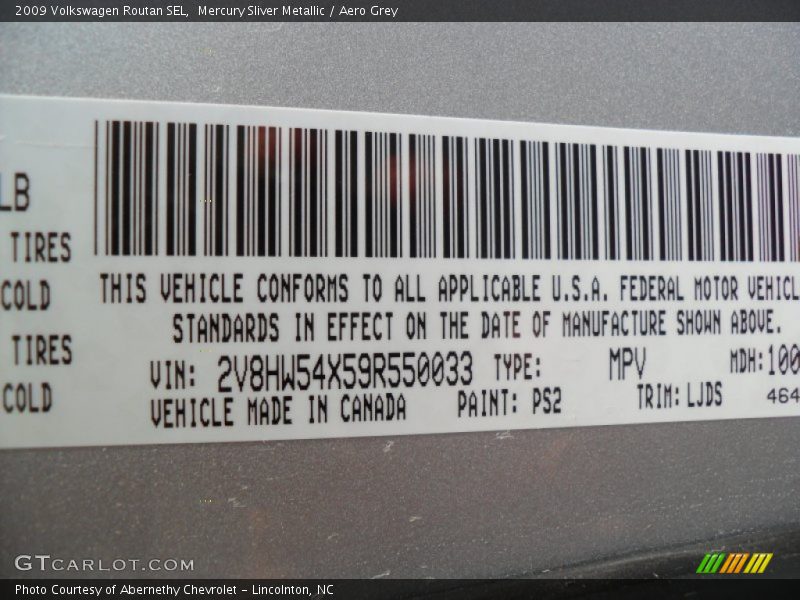 2009 Volkswagen Routan SEL, Mercury Sliver Metallic / Aero Grey
LB
TIRES
COLD
TIRES
COLD
THIS VEHICLE CONFORMS TO ALL APPLICABLE U.S.A. FEDERAL MOTOR VEHICL
STANDARDS IN EFFECT ON THE DATE OF MANUFACTURE SHOWN ABOVE.
VIN: 2V8HW54X59R550033 TYPE: MPV MDH: 100
VEHICLE MADE IN CANADA PAINT: PS2 TRIM: LJDS 464
GTCARLOT.COM
Photo Courtesy of Abernethy Chevrolet – Lincolnton, NC